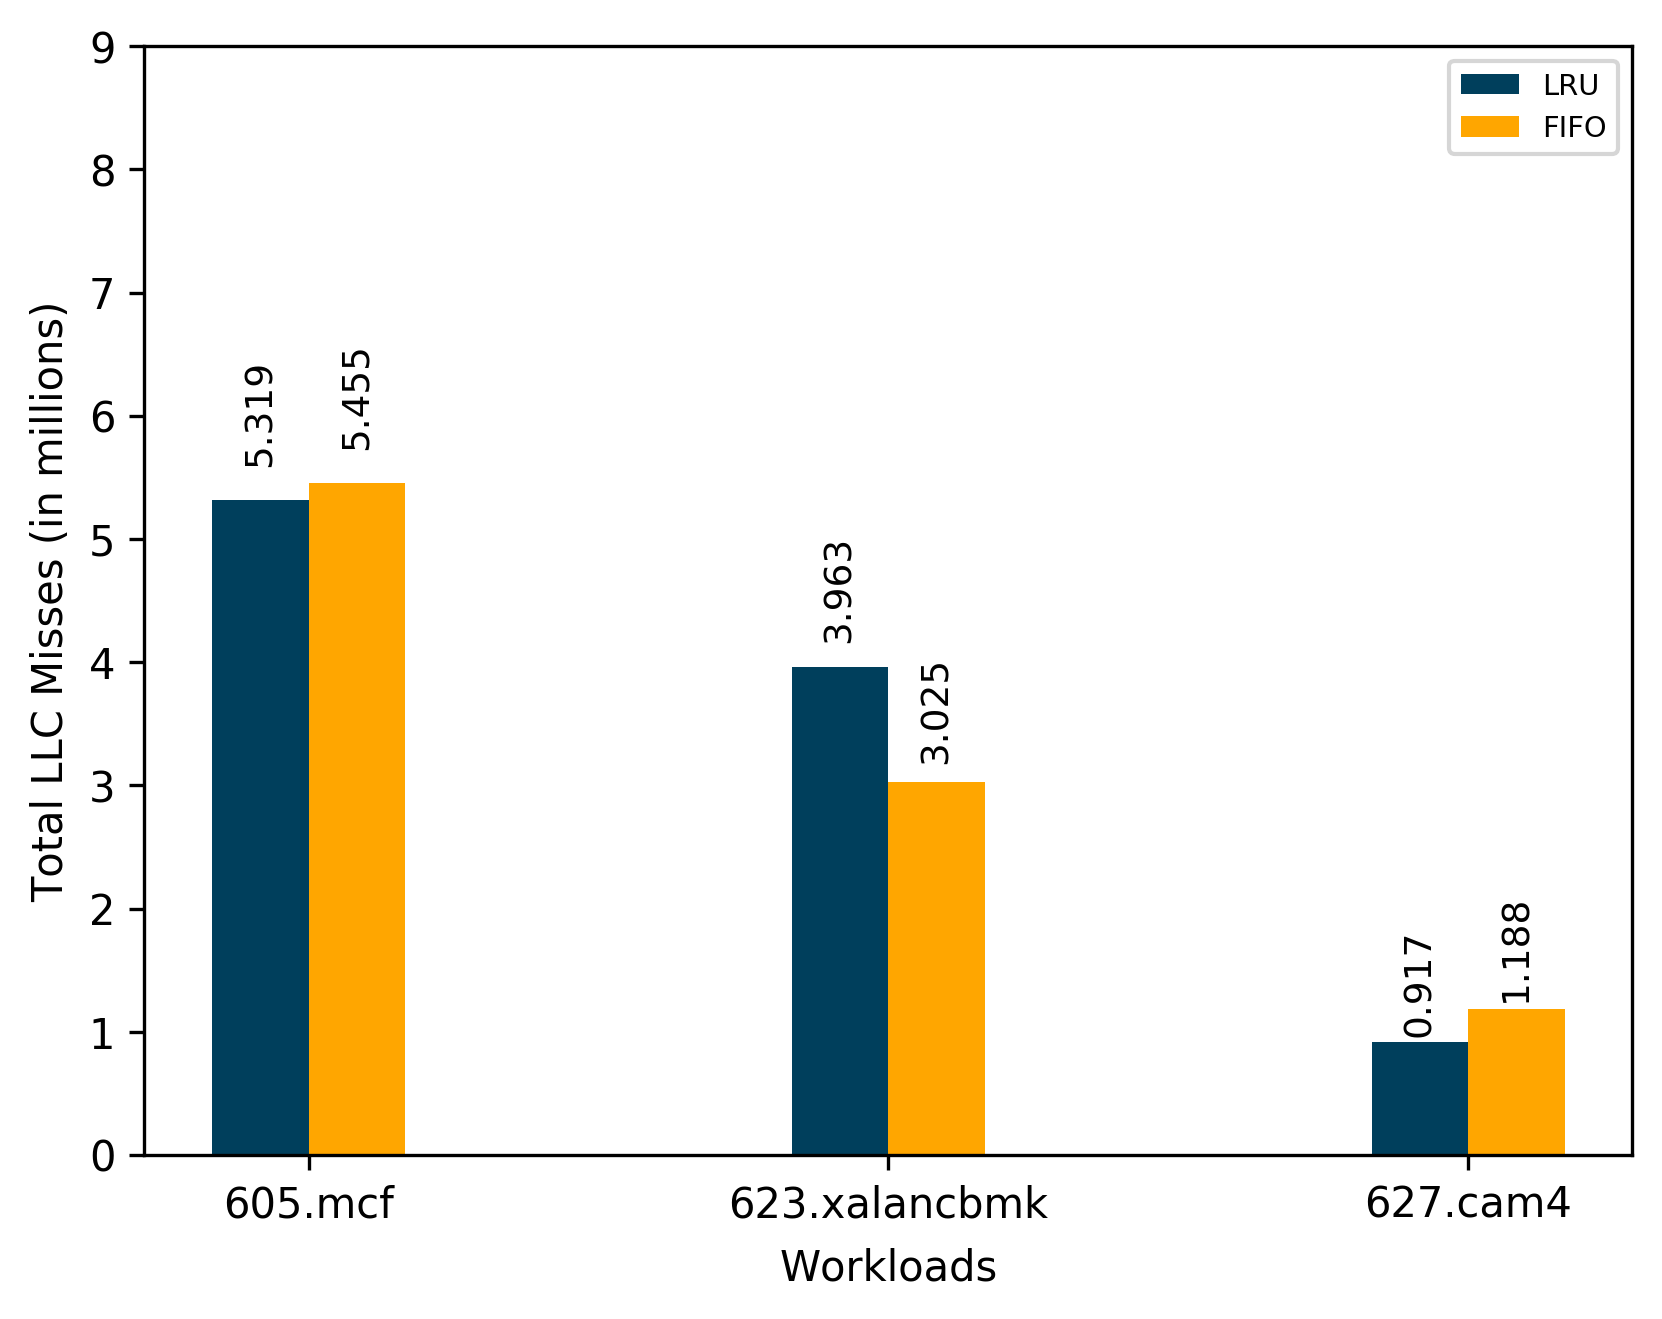 9
8
7
6
5
4
3
2
1
0
Total LLC Misses (in millions)
LRU
FIFO
5.319
5.455
3.963
3.025
0.917
1.188
605.mcf
623.xalancbmk
627.cam4
Workloads